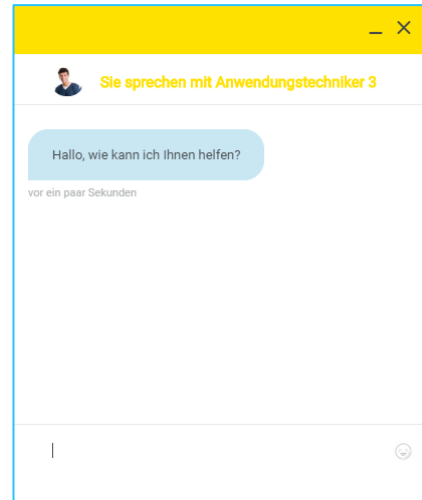 Sie sprechen mit Anwendungstechniker 3
Hallo, wie kann ich Ihnen helfen?
vor ein paar Sekunden